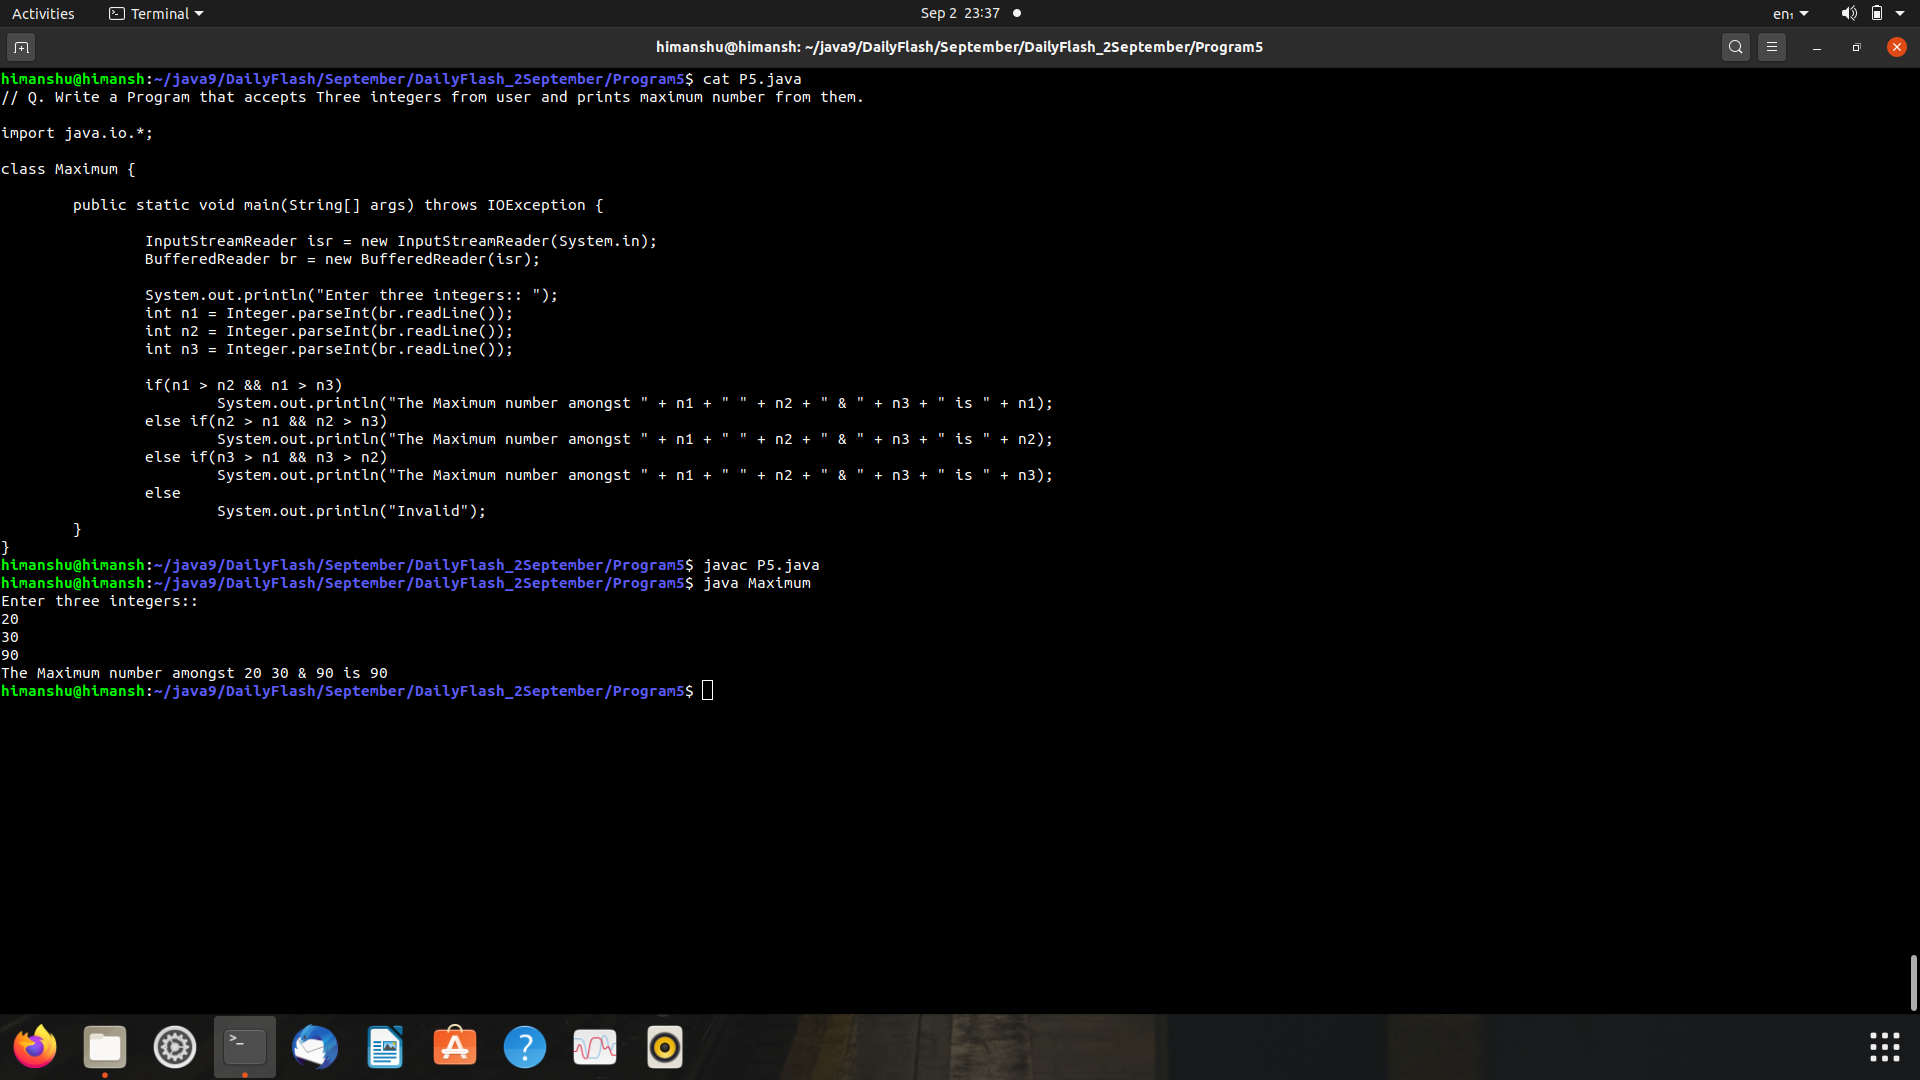 Activities
Terminal
Sep 2 23:37
en₁
himanshu@himansh: ~/java9/DailyFlash/September/DailyFlash_2September/Program5
himanshu@himansh:~/java9/DailyFlash/September/DailyFlash_2September/Program5$ cat P5.java
// Q. Write a Program that accepts Three integers from user and prints maximum number from them.
import java.io.*;
class Maximum {
public static void main(String[] args) throws IOException {
InputStreamReader isr = new InputStreamReader(System.in);
BufferedReader br = new BufferedReader(isr);
System.out.println("Enter three integers:: ");
int n1 = Integer.parseInt(br.readLine());
int n2 = Integer.parseInt(br.readLine());
int n3 = Integer.parseInt(br.readLine());
if(n1 > n2 && n1 > n3)
System.out.println("The Maximum number amongst " + n1 + " " + n2 + " & " + n3 + " is " + n1);
else if(n2 > n1 && n2 > n3)
System.out.println("The Maximum number amongst " + n1 + " " + n2 + " & " + n3 + " is " + n2);
else if(n3 > n1 && n3 > n2)
System.out.println("The Maximum number amongst " + n1 + " " + n2 + " & " + n3 + " is " + n3);
else
System.out.println("Invalid");
}
}
himanshu@himansh:~/java9/DailyFlash/September/DailyFlash_2September/Program5$ javac P5.java
himanshu@himansh:~/java9/DailyFlash/September/DailyFlash_2September/Program5$ java Maximum
Enter three integers::
20
30
90
The Maximum number amongst 20 30 & 90 is 90
himanshu@himansh:~/java9/DailyFlash/September/DailyFlash_2September/Program5$